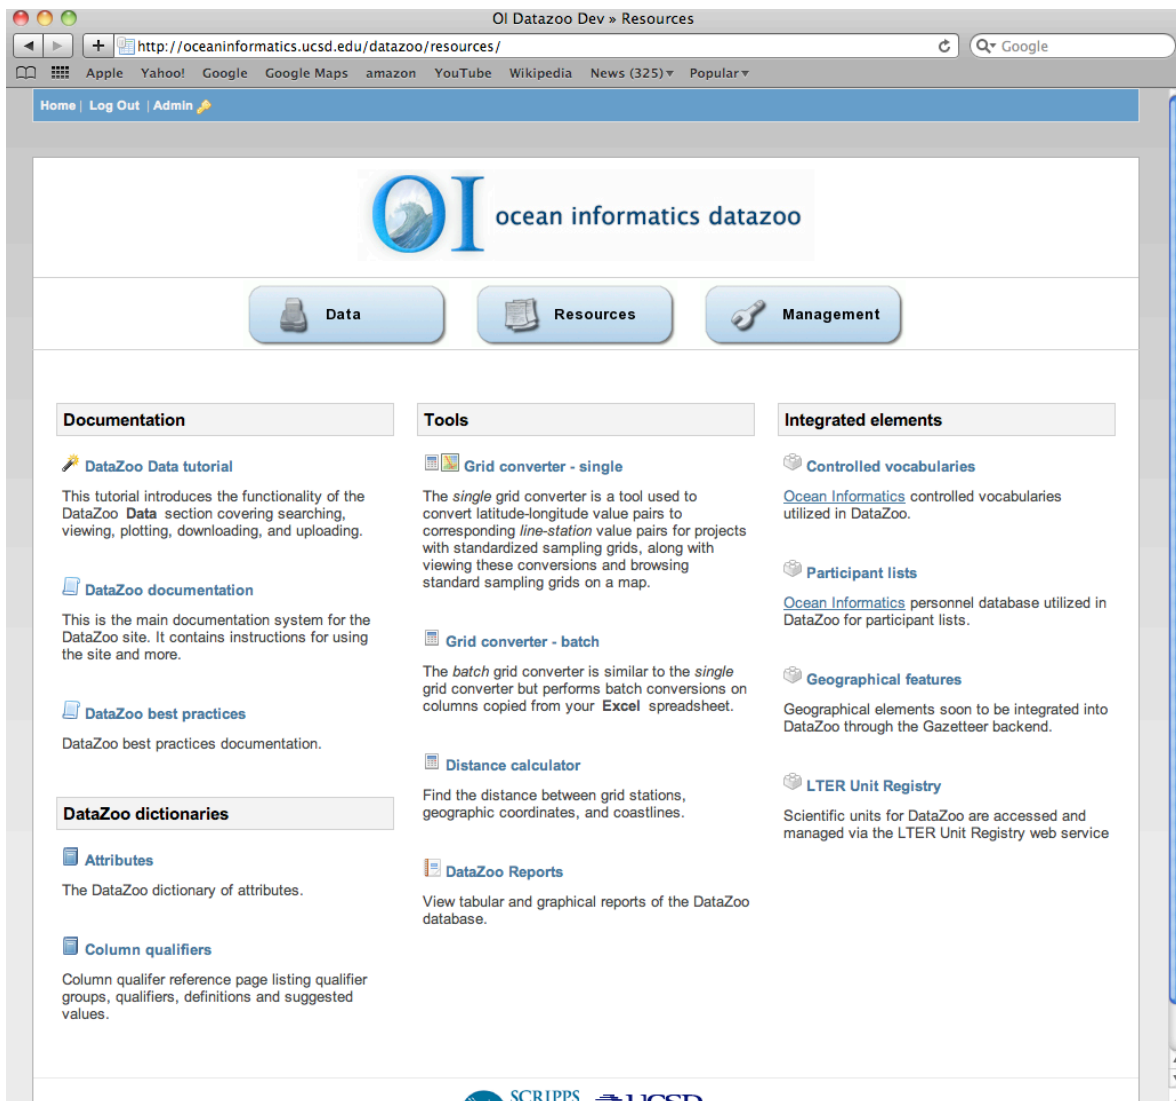 OI Datazoo Dev » Resources
http://oceaninformatics.ucsd.edu/datazoo/resources/
Google
Apple Yahoo! Google Google Maps amazon YouTube Wikipedia News (325) Popular
Home | Log Out | Admin
OI ocean informatics datazoo
Data
Resources
Management
Documentation
DataZoo Data tutorial
This tutorial introduces the functionality of the
DataZoo Data section covering searching,
viewing, plotting, downloading, and uploading.
DataZoo documentation
This is the main documentation system for the
DataZoo site. It contains instructions for using
the site and more.
DataZoo best practices
DataZoo best practices documentation.
DataZoo dictionaries
Attributes
The DataZoo dictionary of attributes.
Column qualifiers
Column qualifer reference page listing qualifier
groups, qualifiers, definitions and suggested
values.
Tools
Grid converter - single
The single grid converter is a tool used to
convert latitude-longitude value pairs to
corresponding line-station value pairs for projects
with standardized sampling grids, along with
viewing these conversions and browsing
standard sampling grids on a map.
Grid converter - batch
The batch grid converter is similar to the single
grid converter but performs batch conversions on
columns copied from your Excel spreadsheet.
Distance calculator
Find the distance between grid stations,
geographic coordinates, and coastlines.
DataZoo Reports
View tabular and graphical reports of the DataZoo
database.
Integrated elements
Controlled vocabularies
Ocean Informatics controlled vocabularies
utilized in DataZoo.
Participant lists
Ocean Informatics personnel database utilized in
DataZoo for participant lists.
Geographical features
Geographical elements soon to be integrated into
DataZoo through the Gazetteer backend.
LTER Unit Registry
Scientific units for DataZoo are accessed and
managed via the LTER Unit Registry web service
SCRIPPS
UCSD